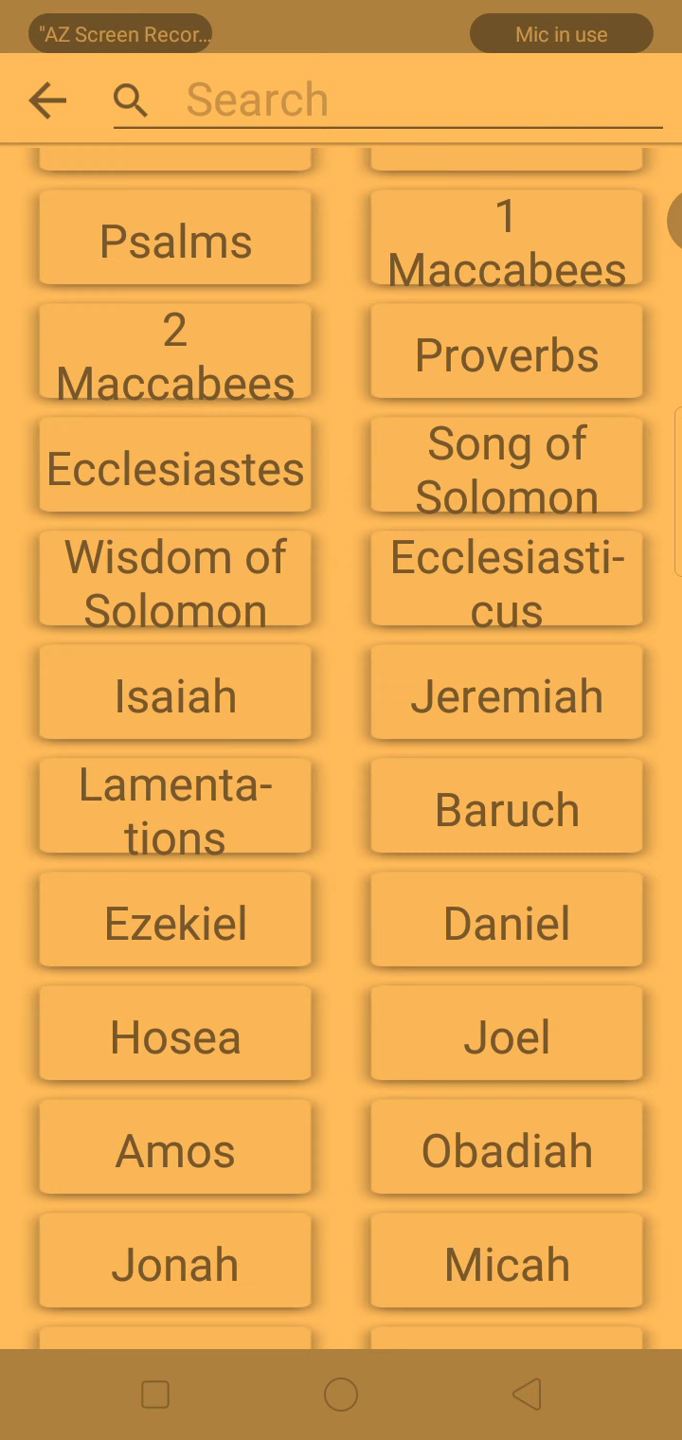 "AZ Screen Recor...
Mic in use
Search
Psalms
1
Maccabees
2
Maccabees
Proverbs
Ecclesiastes
Song of
Solomon
Wisdom of
Solomon
Ecclesiasti-
cus
Isaiah
Jeremiah
Lamenta-
tions
Baruch
Ezekiel
Daniel
Hosea
Joel
Amos
Obadiah
Jonah
Micah